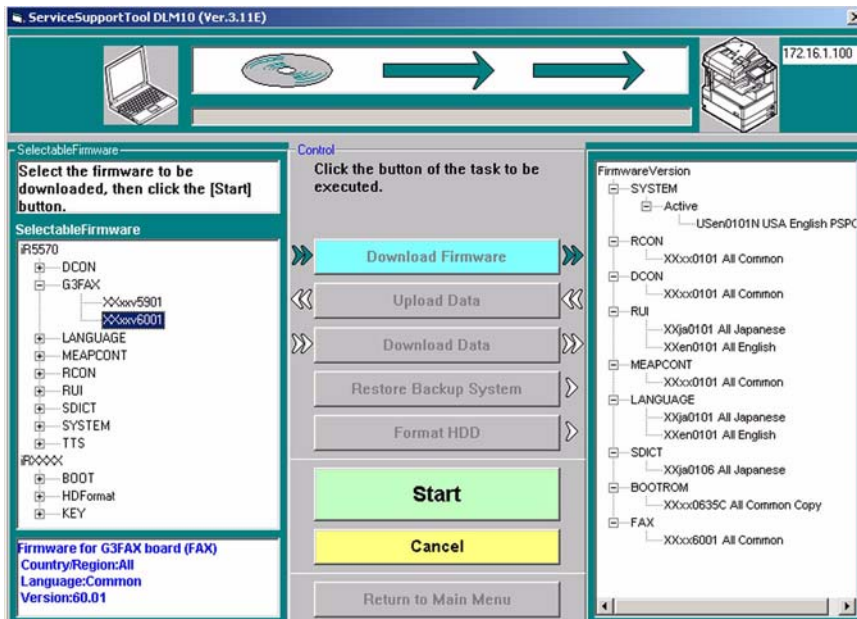 ServiceSupportTool DLM10 (Ver.3.11E)
172.16.1.100
SelectableFirmware
Select the firmware to be
downloaded, then click the [Start]
button.
SelectableFirmware
iR5570
DCON
G3FAX
XXxxv5901
XXxxv6001
LANGUAGE
MEAPCONT
RCON
RUI
SDICT
SYSTEM
TTS
iRXXXX
BOOT
HDFormat
KEY
Firmware for G3FAX board (FAX)
Country/Region:All
Language:Common
Version:60.01
Control
Click the button of the task to be
executed.
Download Firmware
Upload Data
Download Data
Restore Backup System
Format HDD
Start
Cancel
Return to Main Menu
FirmwareVersion
SYSTEM
Active
USen0101N USA English PSPC
RCON
XXxx0101 All Common
DCON
XXxx0101 All Common
RUI
XXja0101 All Japanese
XXen0101 All English
MEAPCONT
XXxx0101 All Common
LANGUAGE
XXja0101 All Japanese
XXen0101 All English
SDICT
XXja0106 All Japanese
BOOTROM
XXxx0635C All Common Copy
FAX
XXxx6001 All Common